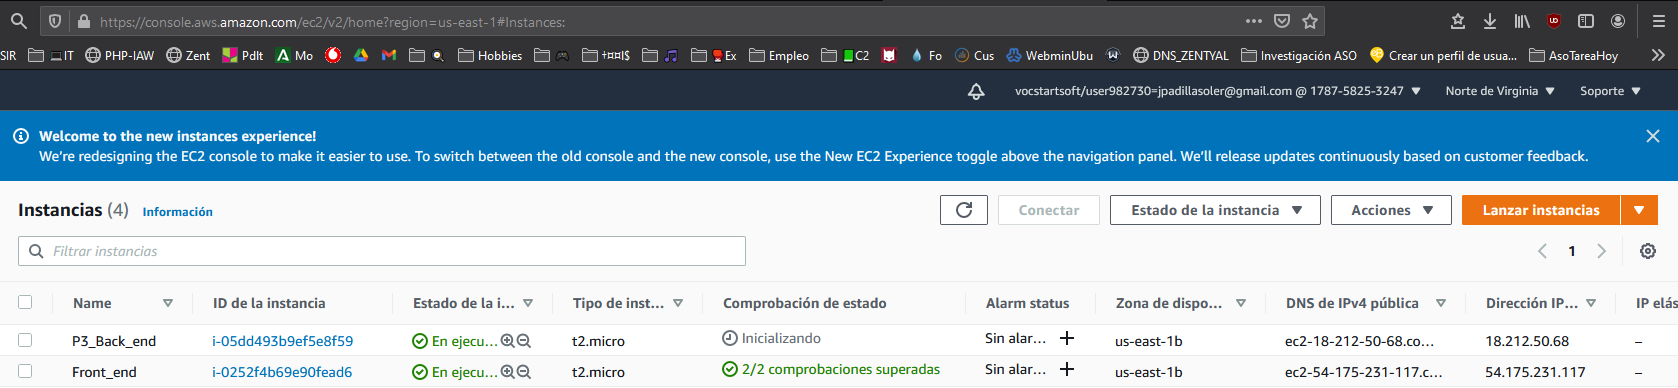 https://console.aws.amazon.com/ec2/v2/home?region=us-east-1#Instances:
SIR IT PHP-IAW Zent Pdlt Mo Hobbies Ex Empleo C2 Fo Cus WebminUbu DNS_ZENTYAL Investigación ASO Crear un perfil de usua... AsoTareaHoy
vocstartsoft/user982730=jpadillasoler@gmail.com @ 1787-5825-3247 Norte de Virginia Soporte
Welcome to the new instances experience!
We're redesigning the EC2 console to make it easier to use. To switch between the old console and the new console, use the New EC2 Experience toggle above the navigation panel. We'll release updates continuously based on customer feedback.
Instancias (4) Información Conectar Estado de la instancia Acciones Lanzar instancias
Filtrar instancias 1
Name ID de la instancia Estado de la i... Tipo de inst... Comprobación de estado Alarm status Zona de dispo... DNS de IPv4 pública Dirección IP... IP elás
P3_Back_end i-05dd493b9ef5e8f59 En ejecu... t2.micro Inicializando Sin alar... + us-east-1b ec2-18-212-50-68.co... 18.212.50.68 –
Front_end i-0252f4b69e90fead6 En ejecu... t2.micro 2/2 comprobaciones superadas Sin alar... + us-east-1b ec2-54-175-231-117.c... 54.175.231.117 –